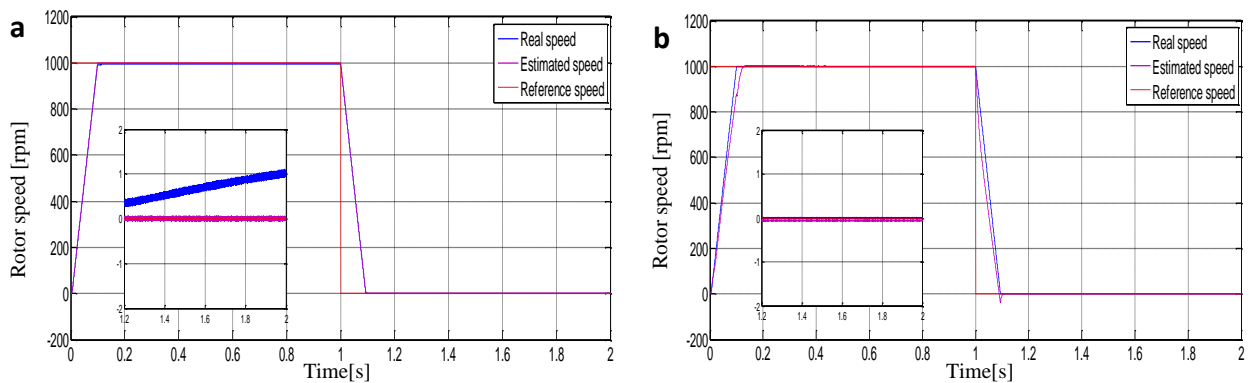 a
1200
1000
800
600
400
200
0
-200
Rotor speed [rpm]
Real speed
Estimated speed
Reference speed
2
1
0
-1
-2
1.2 1.4 1.6 1.8 2
0 0.2 0.4 0.6 0.8 1 1.2 1.4 1.6 1.8 2
Time[s]
b
1200
1000
800
600
400
200
0
-200
Rotor speed [rpm]
Real speed
Estimated speed
Reference speed
2
1
0
-1
-2
1.2 1.4 1.6 1.8 2
0 0.2 0.4 0.6 0.8 1 1.2 1.4 1.6 1.8 2
Time[s]